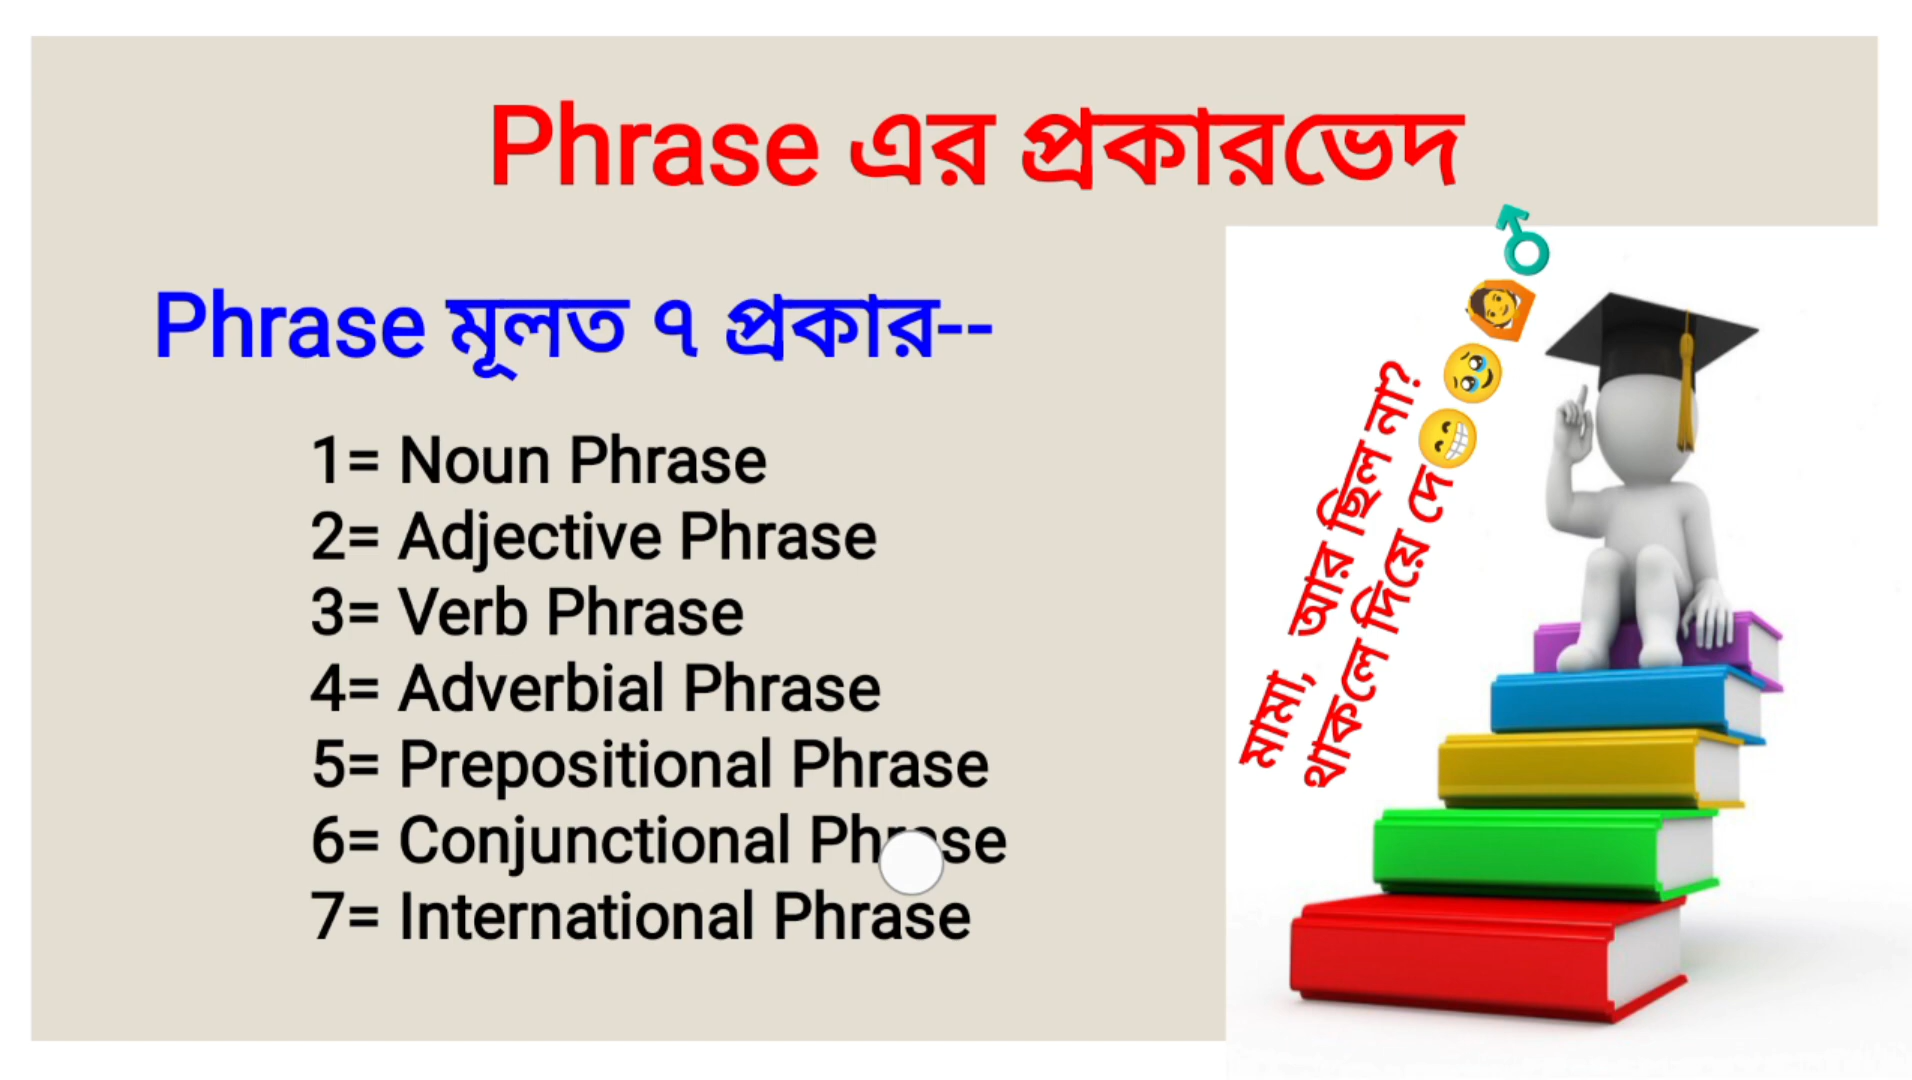 Phrase এর প্রকারভেদ
Phrase মূলত ৭ প্রকার--
1= Noun Phrase
2= Adjective Phrase
3= Verb Phrase
4= Adverbial Phrase
5= Prepositional Phrase
6= Conjunctional Phrase
7= International Phrase
মামা, আর ছিল না?
থাকলে দিয়ে দে😁🥹🙆♂